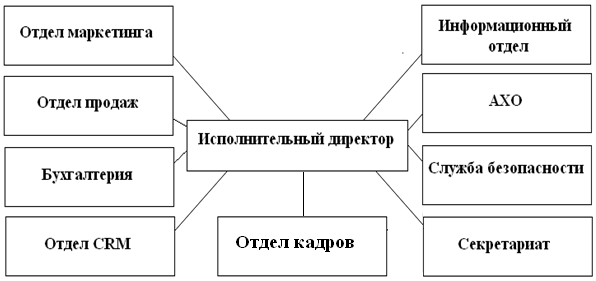 Отдел маркетинга
Отдел продаж
Бухгалтерия
Отдел CRM
Исполнительный директор
Отдел кадров
Информационный
отдел
АХО
Служба безопасности
Секретариат